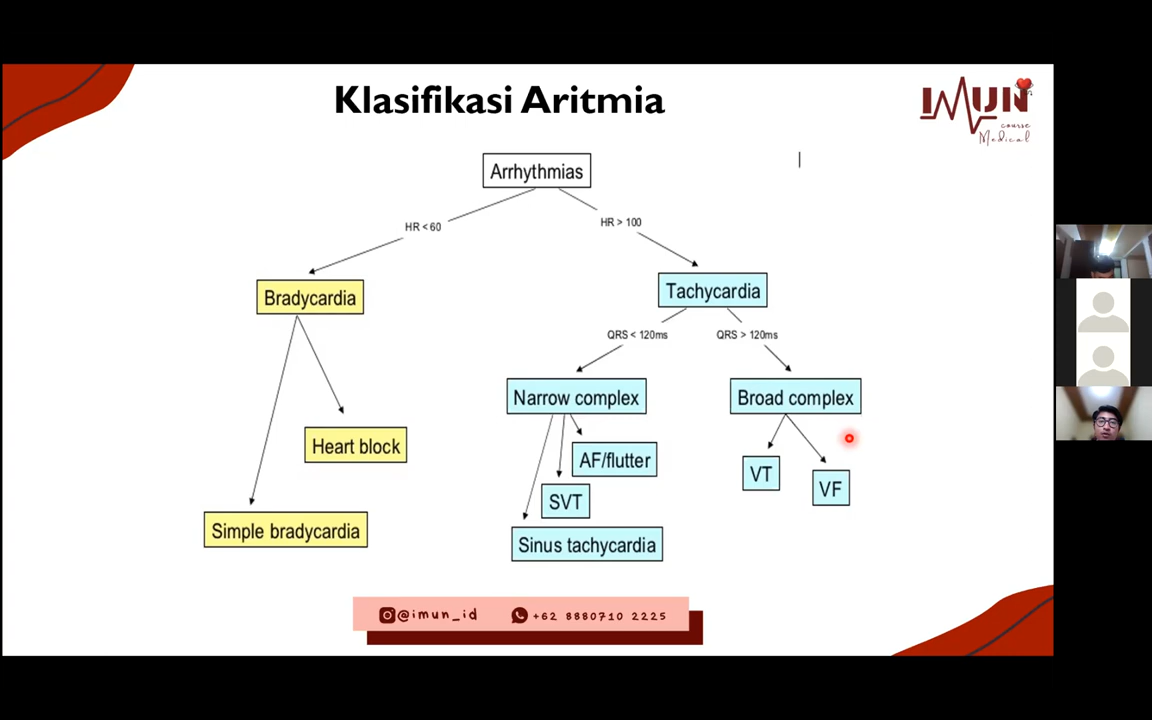 Klasifikasi Aritmia
IMUN
course
Medical
Arrhythmias
HR < 60
HR > 100
Bradycardia
Tachycardia
QRS < 120ms
QRS > 120ms
Narrow complex
Broad complex
Heart block
AF/flutter
VT
VF
SVT
Simple bradycardia
Sinus tachycardia
@imun_id
+62 8880710 2225